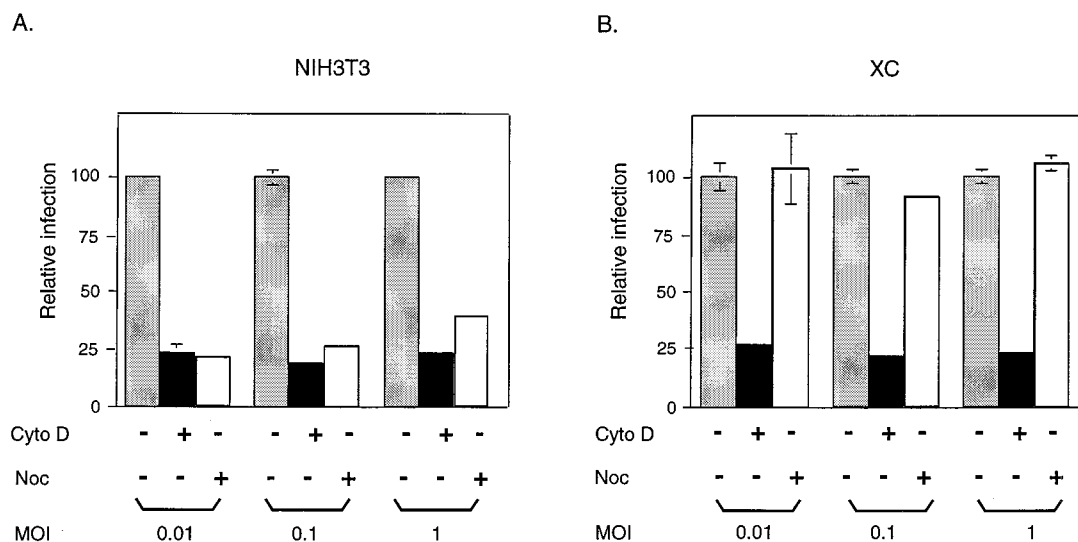 A.
NIH3T3
Relative infection
100
75
50
25
0
Cyto D - + - - + - - + -
Noc - - + - - + - - +
MOI 0.01 0.1 1
B.
XC
Relative infection
100
75
50
25
0
Cyto D - + - - + - - + -
Noc - - + - - + - - +
MOI 0.01 0.1 1